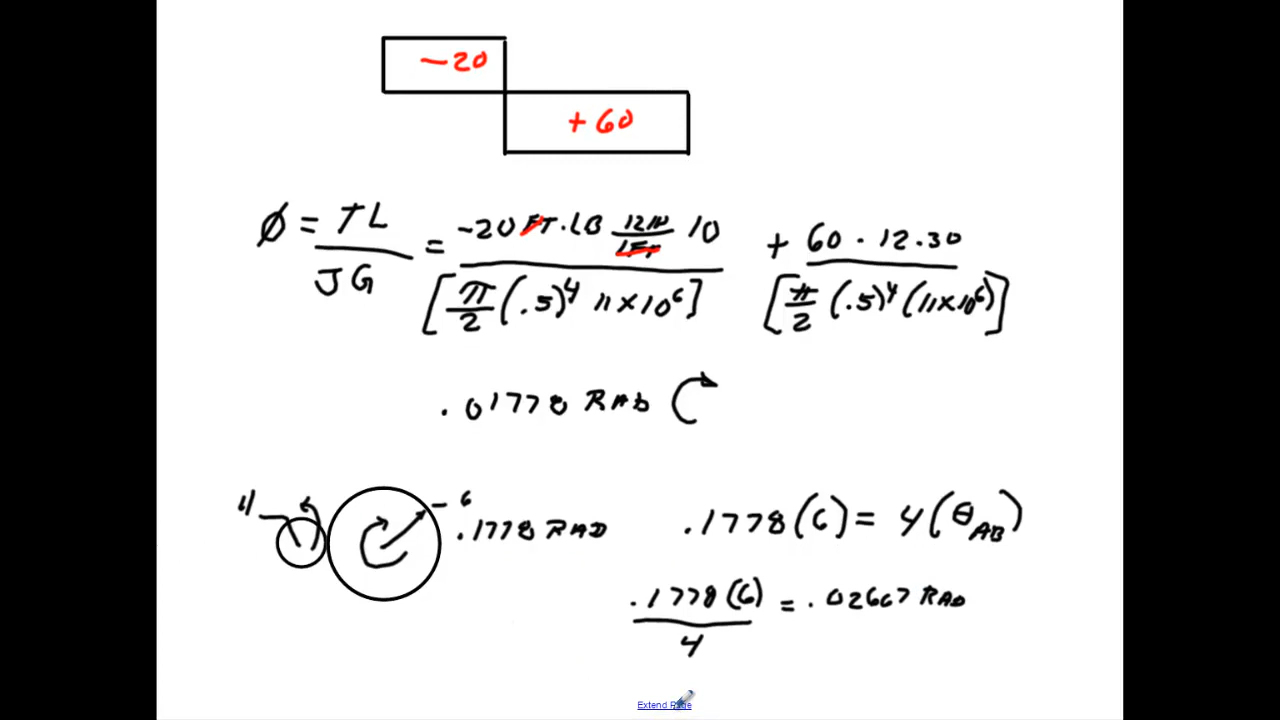 -20
+60
Ø = TL / JG = -20 FT·LB 12IN / 1FT 10 / [π/2 (.5)⁴ 11×10⁶] + 60·12·30 / [π/2 (.5)⁴ (11×10⁶)]
.01778 RAD
4 6
.1778 RAD .1778(6) = 4(θAB)
.1778(6) / 4 = .02667 RAD
Extend Page